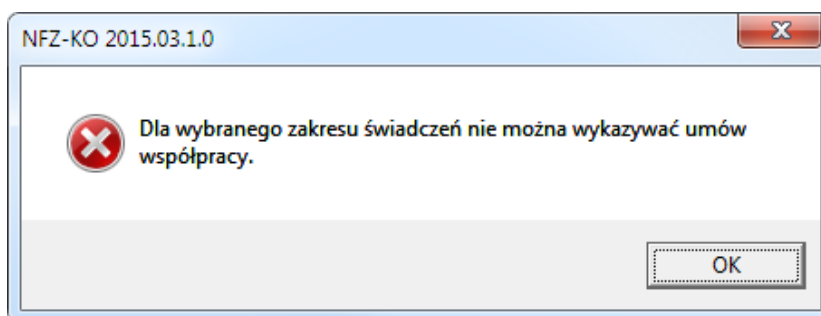 NFZ-KO 2015.03.1.0
Dla wybranego zakresu świadczeń nie można wykazywać umów
współpracy.
OK